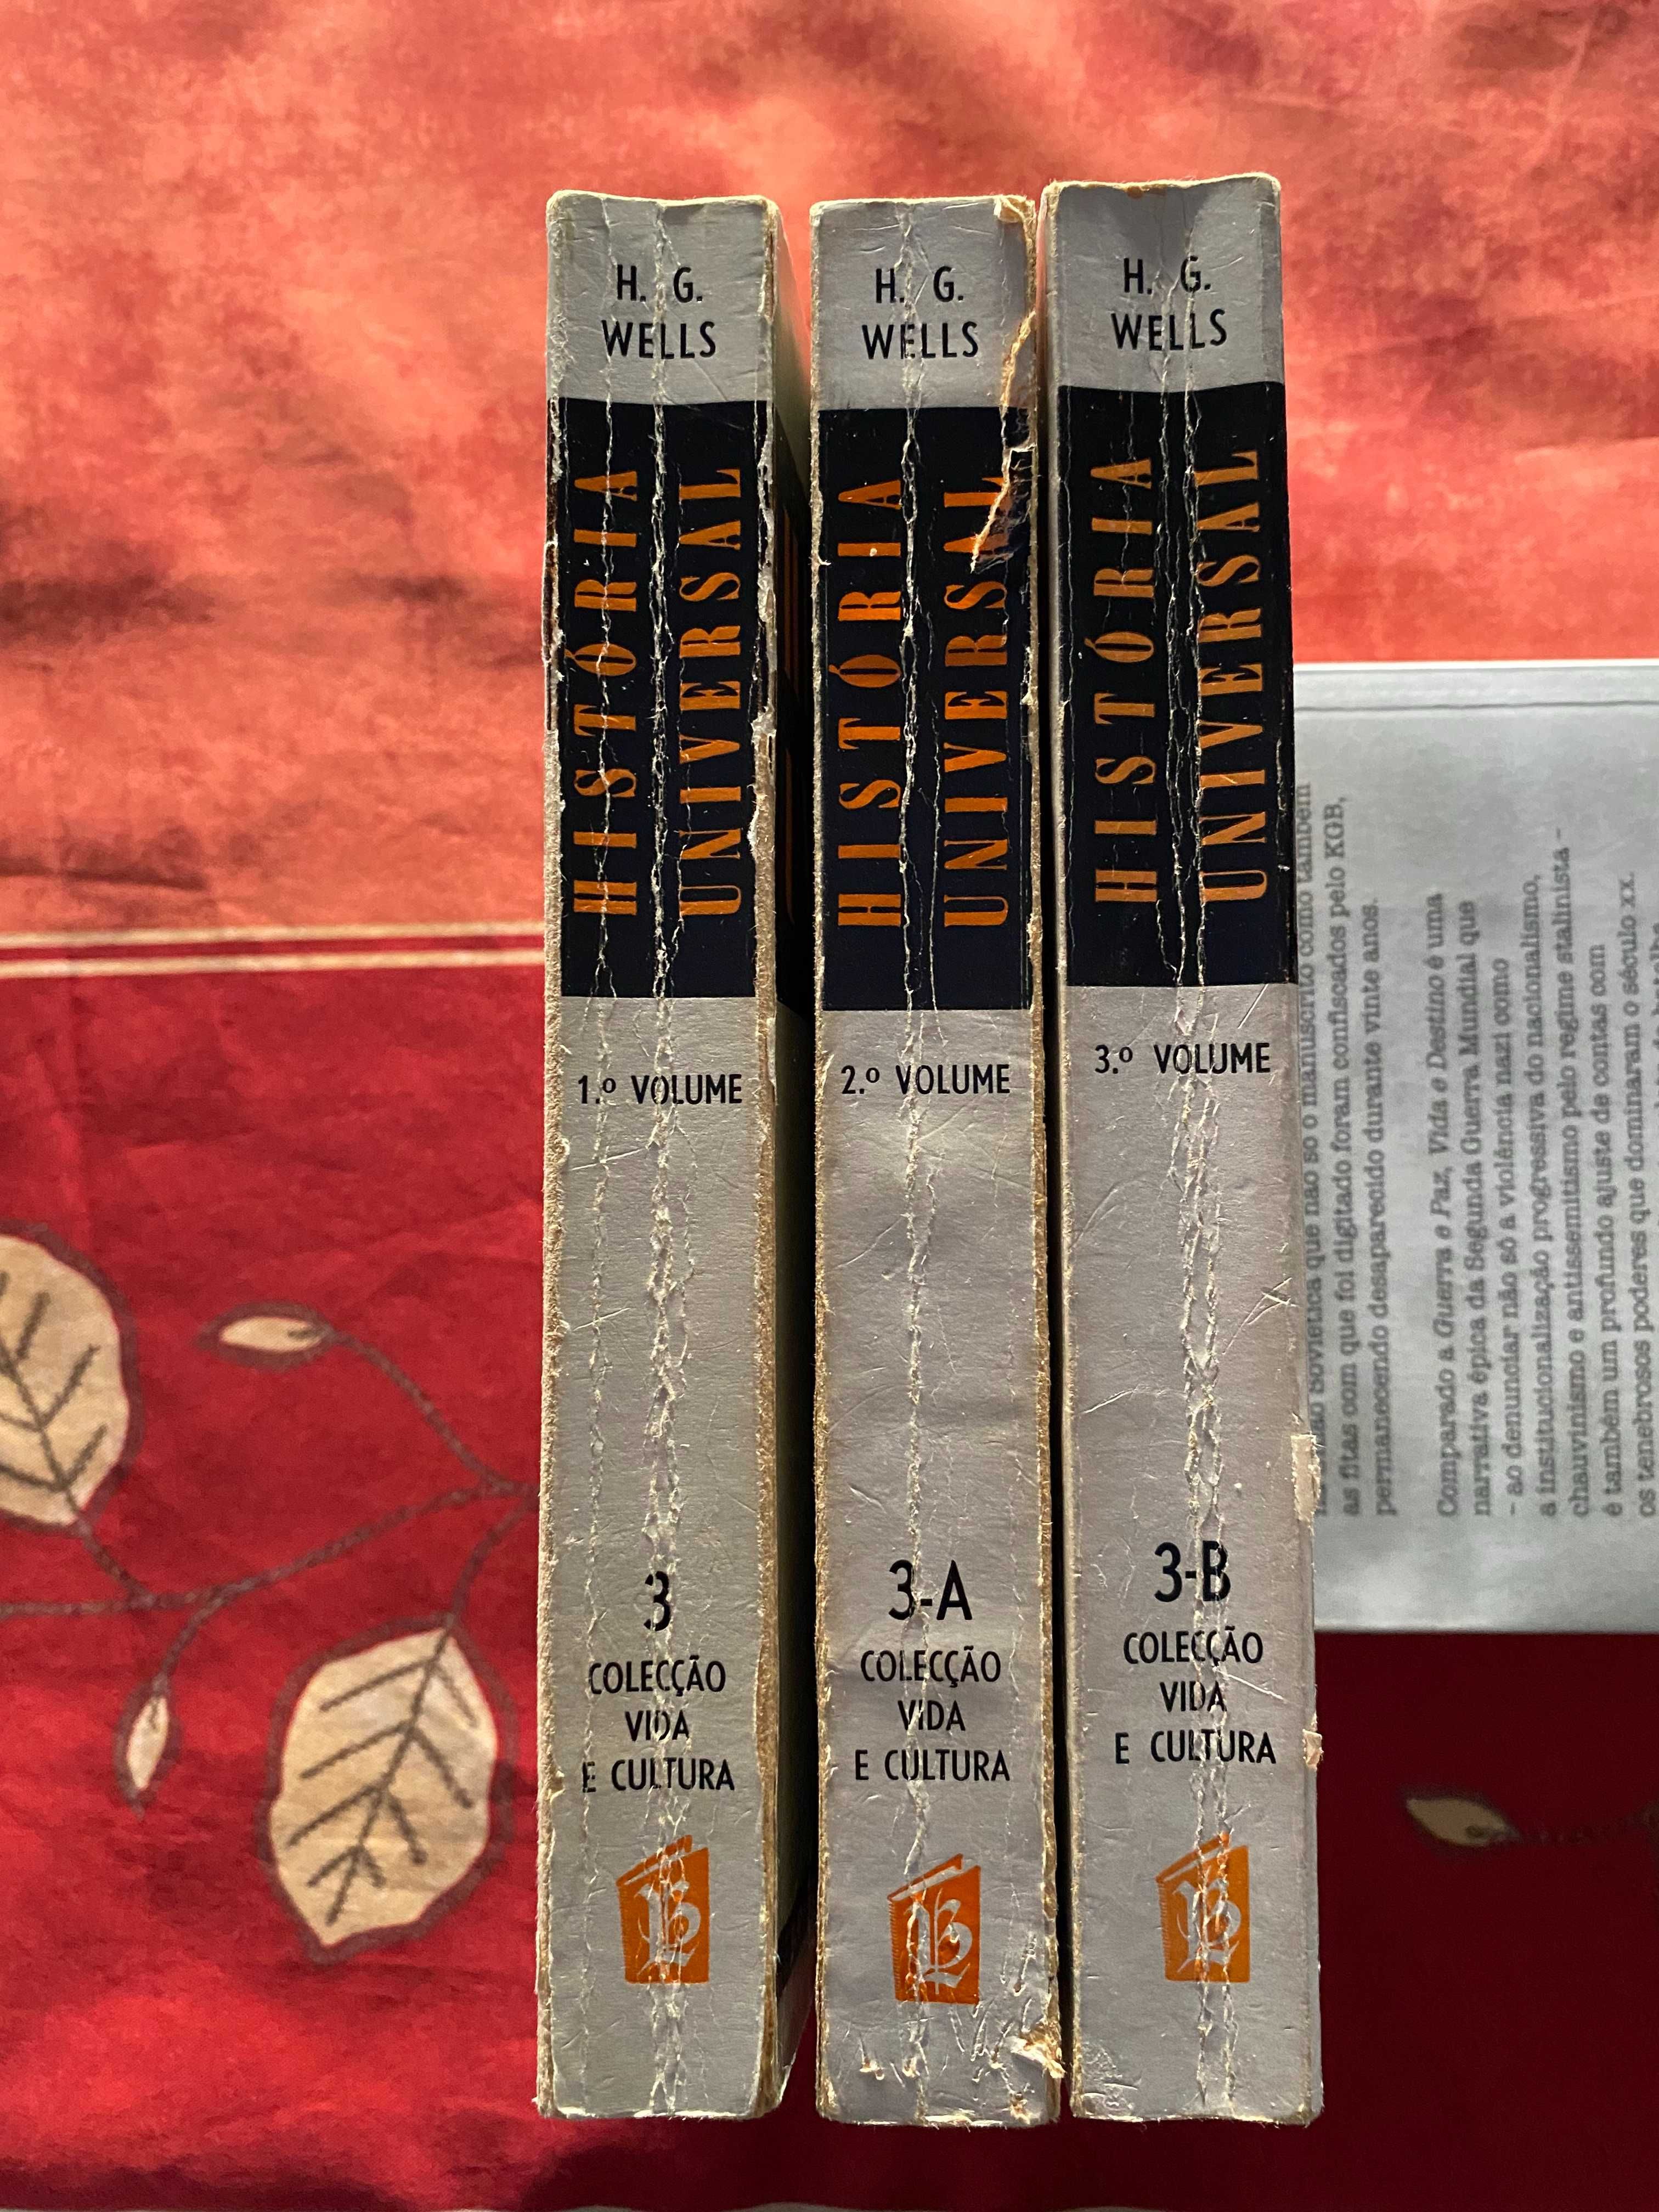 H. G.
WELLS
HISTÓRIA
UNIVERSAL
1.º VOLUME
3
COLECÇÃO
VIDA
E CULTURA
LB
H. G.
WELLS
HISTÓRIA
UNIVERSAL
2.º VOLUME
3-A
COLECÇÃO
VIDA
E CULTURA
LB
H. G.
WELLS
HISTÓRIA
UNIVERSAL
3.º VOLUME
3-B
COLECÇÃO
VIDA
E CULTURA
LB
que não só o manuscrito como também
as fitas com que foi digitado foram confiscados pelo KGB,
permanecendo desaparecido durante vinte anos.
Comparado a Guerra e Paz, Vida e Destino é uma
narrativa épica da Segunda Guerra Mundial que
- ao denunciar não só a violência nazi como
a institucionalização progressiva do nacionalismo,
chauvinismo e antissemitismo pelo regime stalinista -
é também um profundo ajuste de contas com
os tenebrosos poderes que dominaram o século XX.